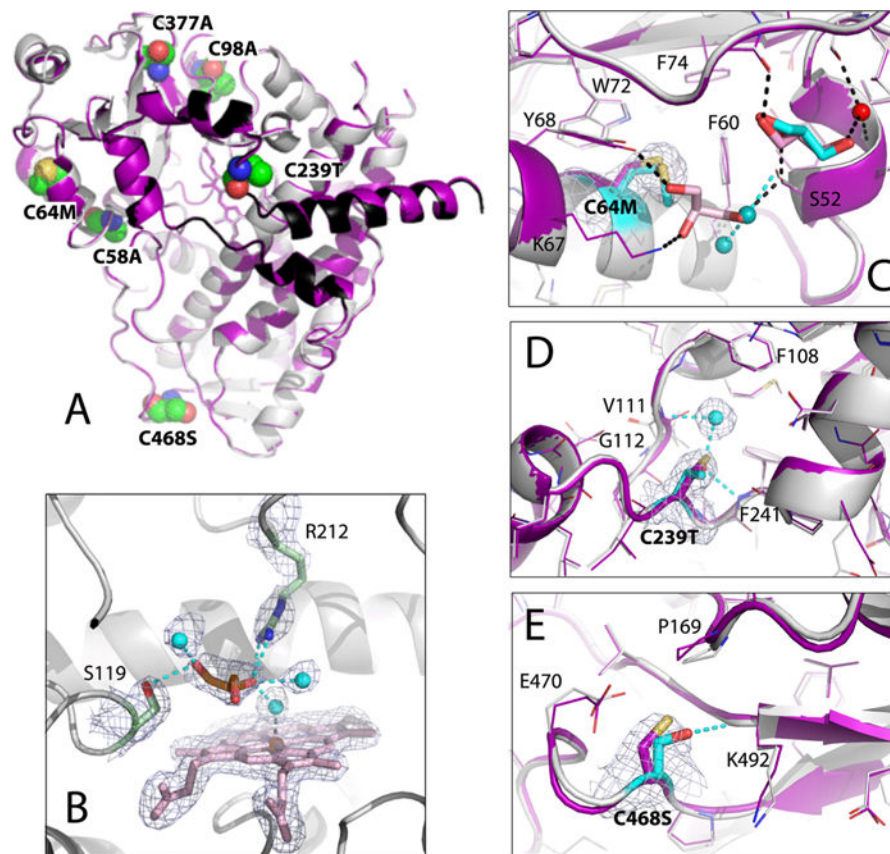 C377A
C98A
C239T
C64M
C58A
C468S
A
F74
W72
Y68
F60
C64M
S52
K67
C
F108
V111
G112
F241
C239T
D
R212
S119
B
P169
E470
K492
C468S
E